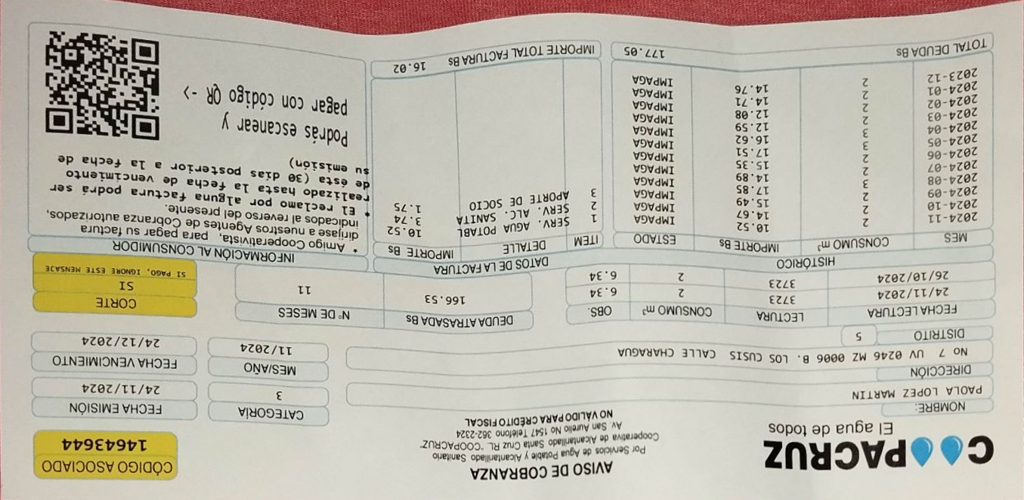 COOPACRUZ
El agua de todos
AVISO DE COBRANZA
Por Servicios de Agua Potable y Alcantarillado Sanitario
Cooperativa de Alcantarillado Santa Cruz RL. "COOPACRUZ"
Av San Aurelio No 1547 Teléfono 362-2324
NO VALIDO PARA CRÉDITO FISCAL
CÓDIGO ASOCIADO
14643644
NOMBRE:
PAOLA LOPEZ MARTIN
CATEGORÍA
3
FECHA EMISIÓN
24/11/2024
DIRECCIÓN
No 7 UV 0246 MZ 0006 B. LOS CUSIS CALLE CHARAGUA
MES/AÑO
11/2024
FECHA VENCIMIENTO
24/12/2024
DISTRITO 5
FECHA LECTURA LECTURA CONSUMO m³ OBS.
24/11/2024 3723 2 6.34
26/10/2024 3723 2 6.34
DEUDA ATRASADA Bs Nº DE MESES
166.53 11
CORTE
SI
SI PAGO, IGNORE ESTE MENSAJE
HISTÓRICO
MES CONSUMO m³ IMPORTE Bs ESTADO
2024-11 2 10.52 IMPAGA
2024-10 2 14.67 IMPAGA
2024-09 2 15.49 IMPAGA
2024-08 3 17.85 IMPAGA
2024-07 2 14.89 IMPAGA
2024-06 2 15.35 IMPAGA
2024-05 3 17.51 IMPAGA
2024-04 3 16.62 IMPAGA
2024-03 2 12.59 IMPAGA
2024-02 2 12.08 IMPAGA
2024-01 2 14.71 IMPAGA
2023-12 2 14.76 IMPAGA
TOTAL DEUDA Bs 177.05
DATOS DE LA FACTURA
ITEM DETALLE IMPORTE Bs
1 SERV. AGUA POTABL 10.52
2 SERV. ALC. SANITA 3.74
3 APORTE DE SOCIO 1.75
IMPORTE TOTAL FACTURA Bs 16.02
INFORMACIÓN AL CONSUMIDOR
• Amigo Cooperativista, para pagar su factura
dirijase a nuestros Agentes de Cobranza autorizados,
indicados al reverso del presente.
• El reclamo por alguna factura podra ser
realizado hasta la fecha de vencimiento
de ésta (30 dias posterior a la fecha de
su emisión)
Podrás escanear y
pagar con código QR ->